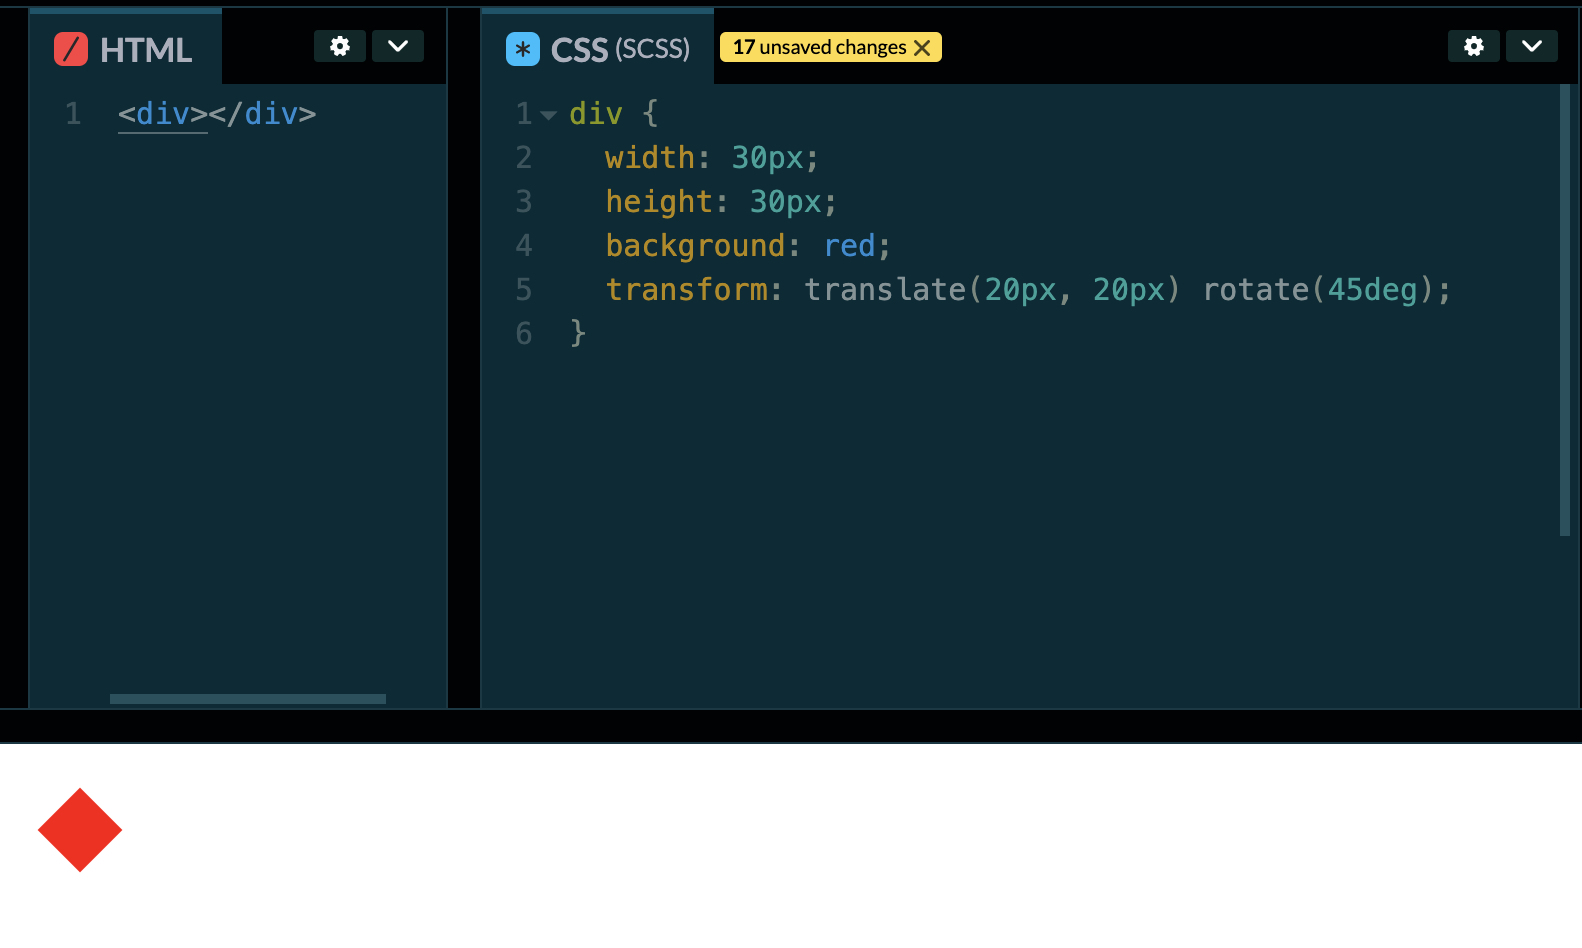 HTML
1 <div></div>
CSS (SCSS) 17 unsaved changes
1 div {
2   width: 30px;
3   height: 30px;
4   background: red;
5   transform: translate(20px, 20px) rotate(45deg);
6 }